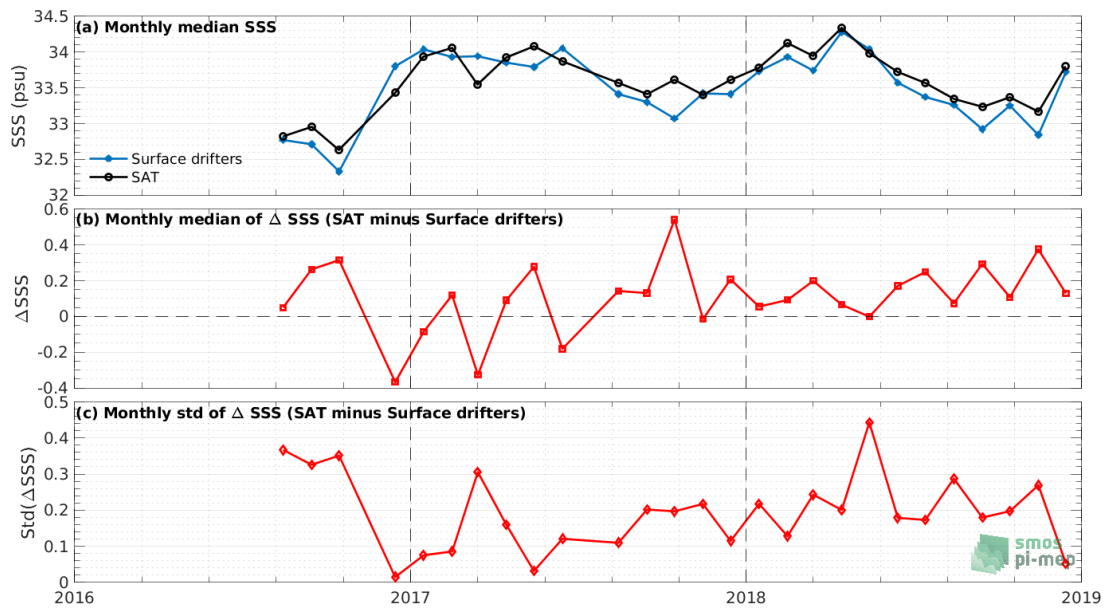 (a) Monthly median SSS
34.5
34
33.5
33
32.5
32
SSS (psu)
Surface drifters
SAT
(b) Monthly median of Δ SSS (SAT minus Surface drifters)
0.6
0.4
0.2
0
-0.2
-0.4
ΔSSS
(c) Monthly std of Δ SSS (SAT minus Surface drifters)
0.5
0.4
0.3
0.2
0.1
0
Std(ΔSSS)
smos
pi-mep
2016
2017
2018
2019